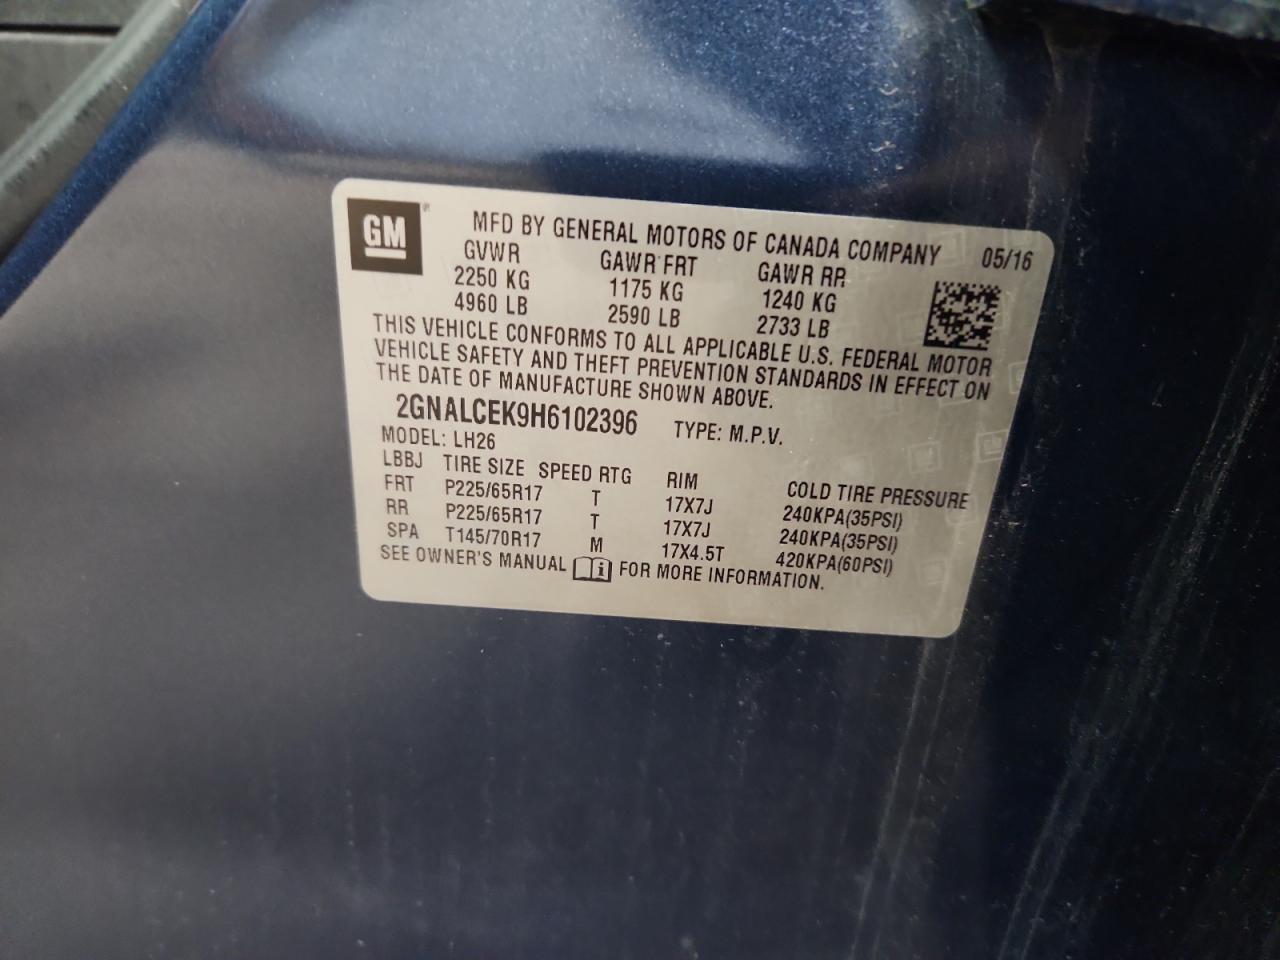 GM
MFD BY GENERAL MOTORS OF CANADA COMPANY 05/16
GVWR GAWR FRT GAWR RR
2250 KG 1175 KG 1240 KG
4960 LB 2590 LB 2733 LB
THIS VEHICLE CONFORMS TO ALL APPLICABLE U.S. FEDERAL MOTOR
VEHICLE SAFETY AND THEFT PREVENTION STANDARDS IN EFFECT ON
THE DATE OF MANUFACTURE SHOWN ABOVE.
2GNALCEK9H6102396 TYPE: M.P.V.
MODEL: LH26
LBBJ TIRE SIZE SPEED RTG RIM COLD TIRE PRESSURE
FRT P225/65R17 T 17X7J 240KPA(35PSI)
RR P225/65R17 T 17X7J 240KPA(35PSI)
SPA T145/70R17 M 17X4.5T 420KPA(60PSI)
SEE OWNER'S MANUAL i FOR MORE INFORMATION.